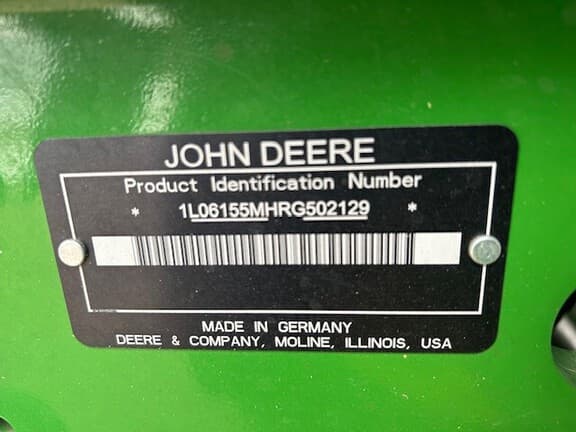 JOHN DEERE
Product Identification Number
* 1L06155MHRG502129 *
MADE IN GERMANY
DEERE & COMPANY, MOLINE, ILLINOIS, USA